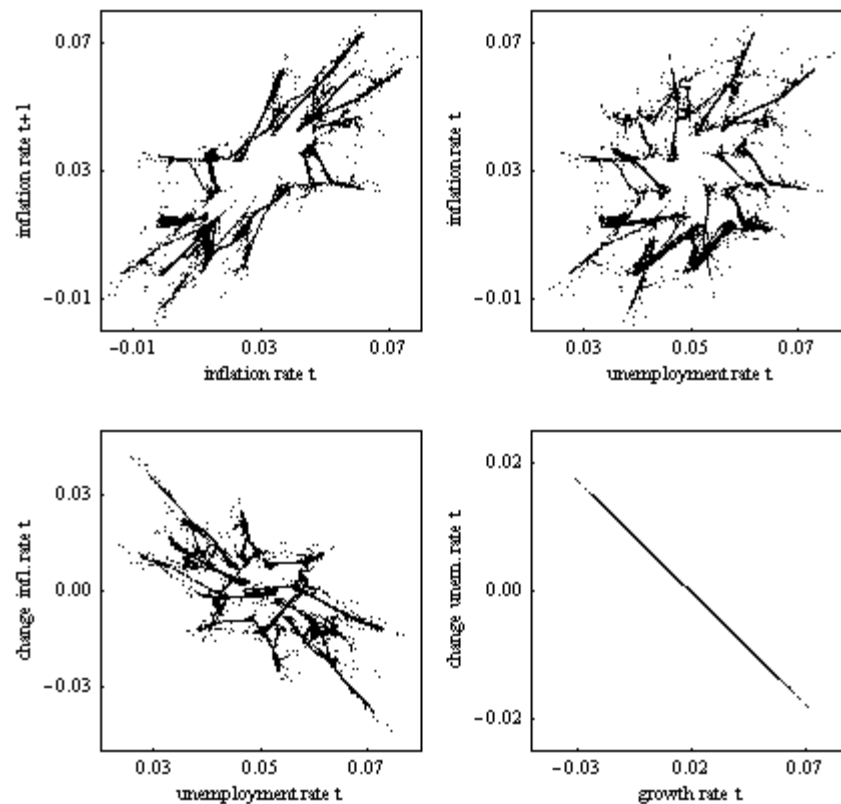 0.07
0.03
−0.01
inflation rate t+1
−0.01 0.03 0.07
inflation rate t
0.07
0.03
−0.01
inflation rate t
0.03 0.05 0.07
unemployment rate t
0.03
0.00
−0.03
change infl. rate t
0.03 0.05 0.07
unemployment rate t
0.02
0.00
−0.02
change unem. rate t
−0.03 0.02 0.07
growth rate t